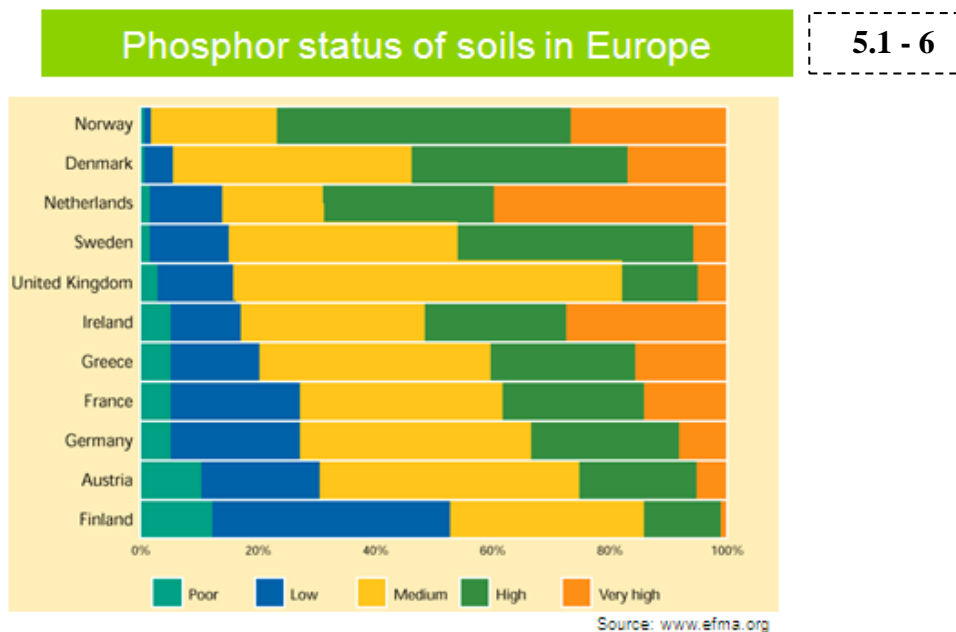 Phosphor status of soils in Europe
5.1 - 6
Norway
Denmark
Netherlands
Sweden
United Kingdom
Ireland
Greece
France
Germany
Austria
Finland
0% 20% 40% 60% 80% 100%
Poor Low Medium High Very high
Source: www.efma.org